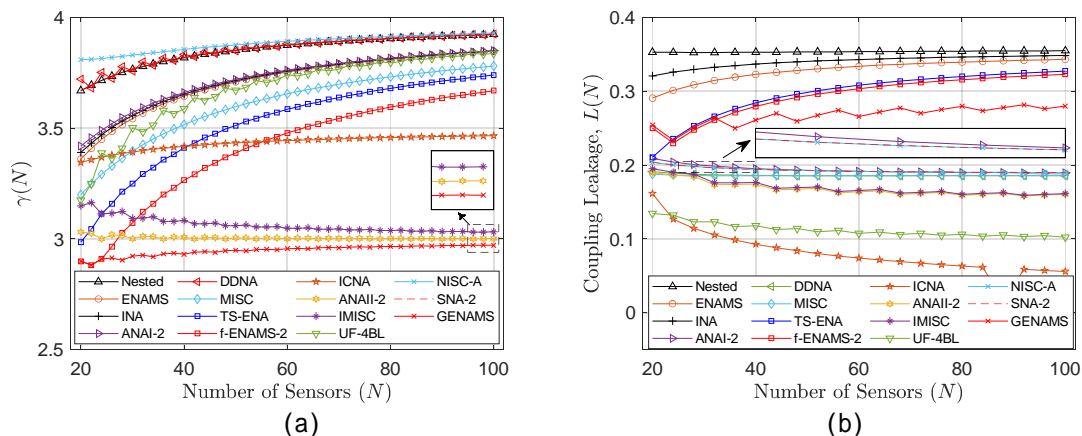 4
3.5
3
2.5
γ(N)
20 40 60 80 100
Number of Sensors (N)
Nested DDNA ICNA NISC-A
ENAMS MISC ANAII-2 SNA-2
INA TS-ENA IMISC GENAMS
ANAI-2 f-ENAMS-2 UF-4BL
(a)
0.4
0.3
0.2
0.1
0
Coupling Leakage, L(N)
20 40 60 80 100
Number of Sensors (N)
Nested DDNA ICNA NISC-A
ENAMS MISC ANAII-2 SNA-2
INA TS-ENA IMISC GENAMS
ANAI-2 f-ENAMS-2 UF-4BL
(b)